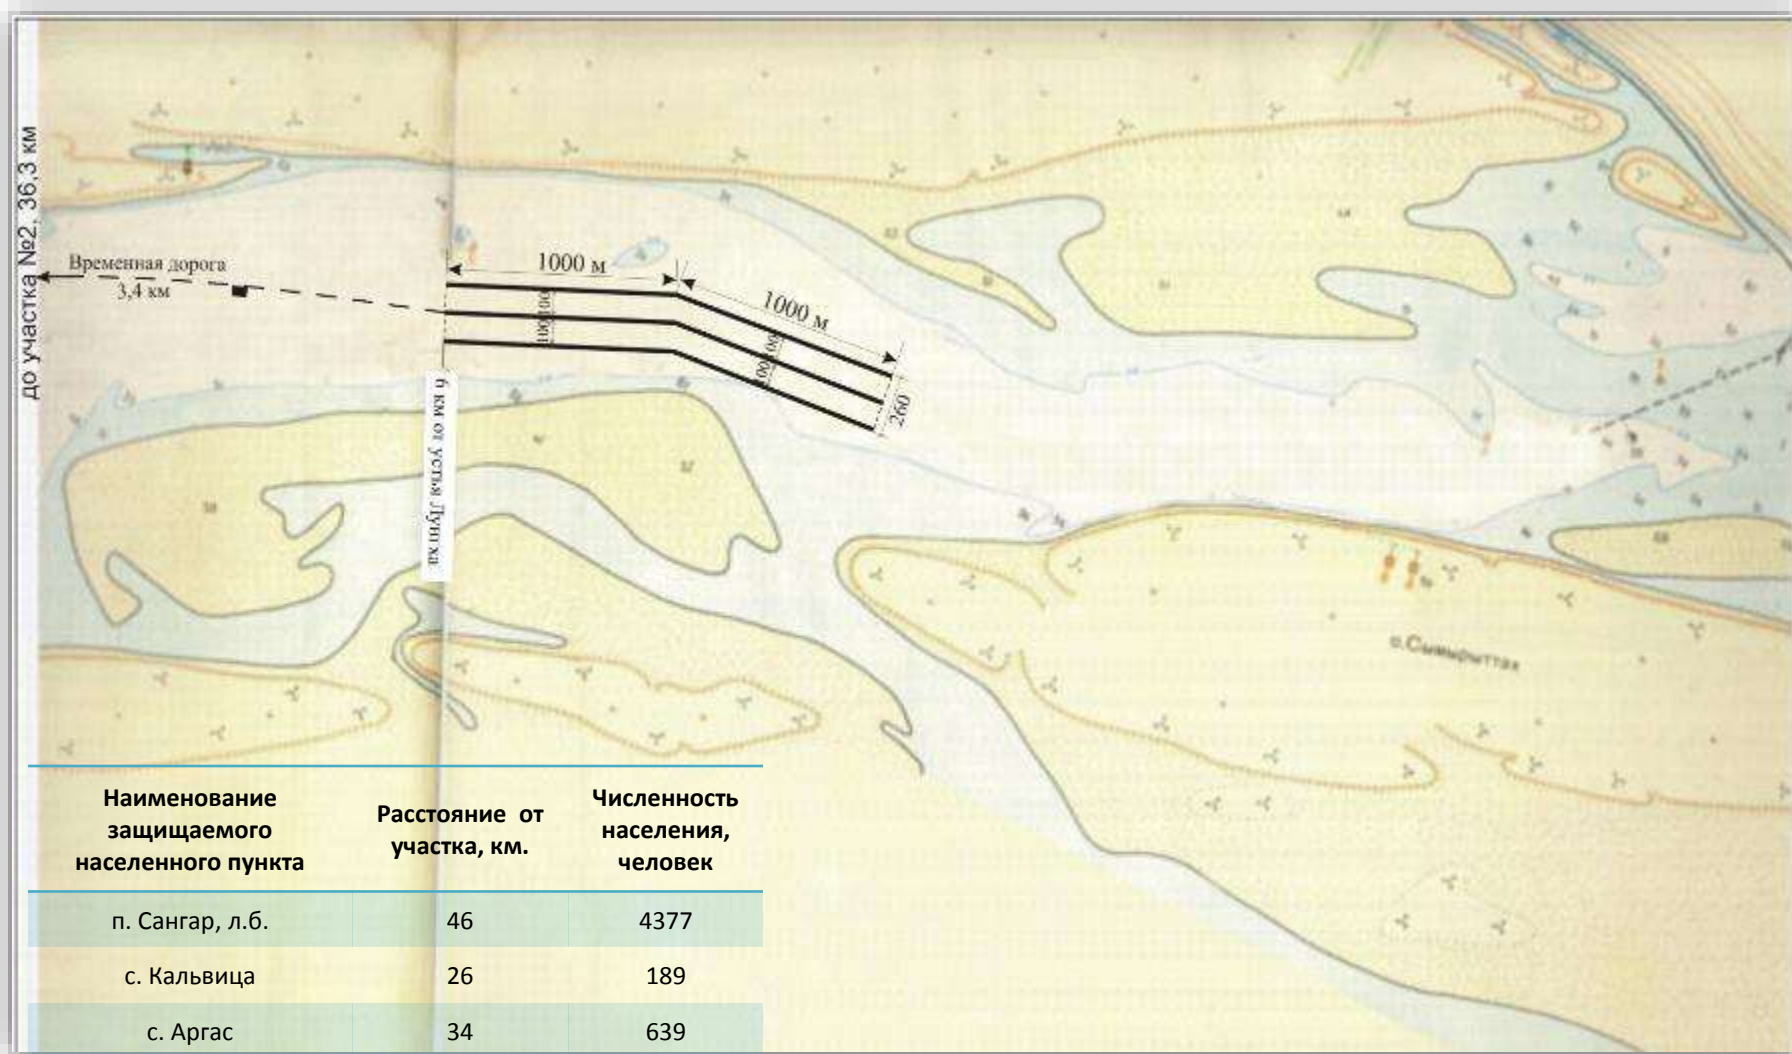 до участка №2, 36,3 км
Временная дорога
3,4 км
1000 м
1000 м
100
100
100
100
260
6 км от устья Лунгха
о.Сымырыттах
Наименование
защищаемого
населенного пункта
Расстояние от
участка, км.
Численность
населения,
человек
п. Сангар, л.б. 46 4377
с. Кальвица 26 189
с. Аргас 34 639